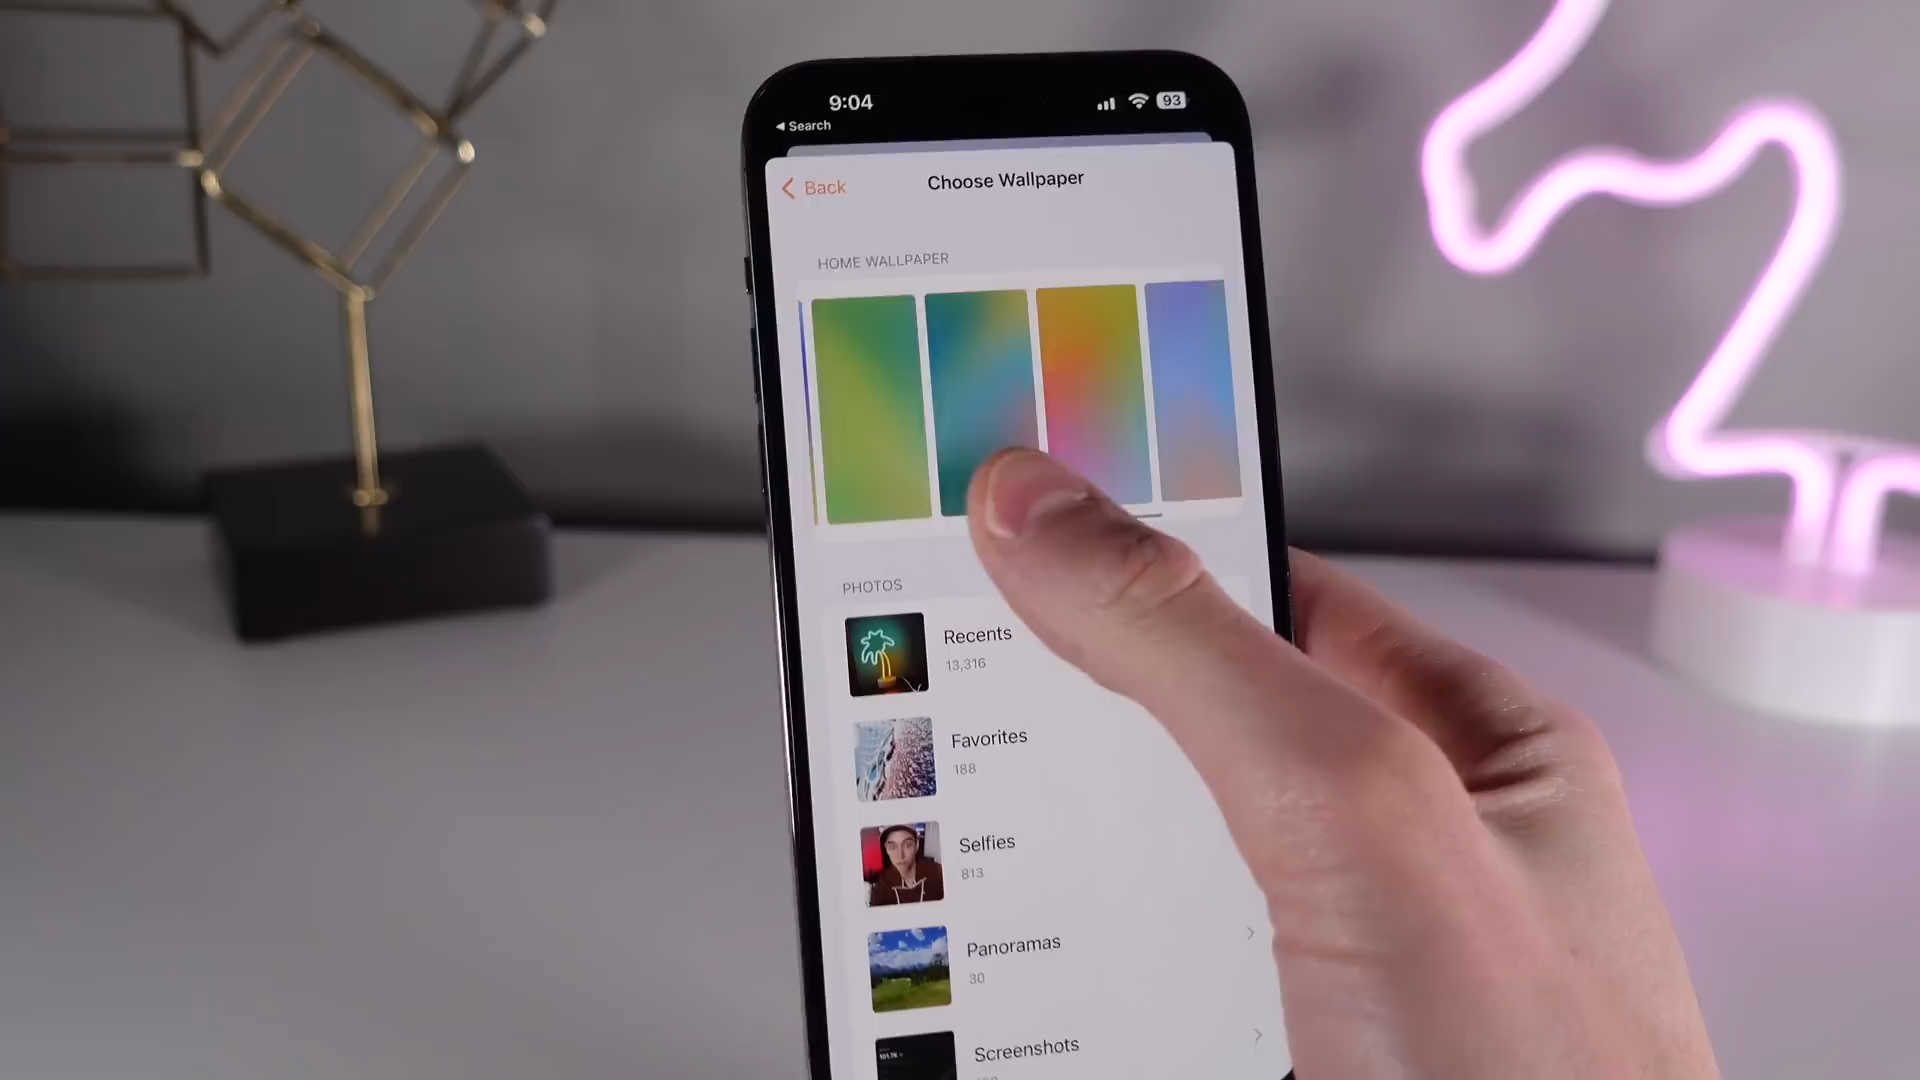 9:04
93
◀ Search
Back
Choose Wallpaper
HOME WALLPAPER
PHOTOS
Recents
13,316
Favorites
188
Selfies
813
Panoramas
30
Screenshots